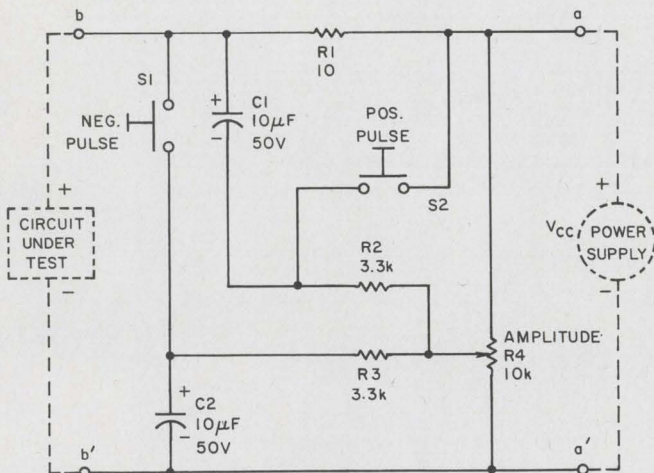 b
a
R1
10
S1
NEG.
PULSE
+
C1
10μF
-
50V
POS.
PULSE
S2
+
CIRCUIT
UNDER
TEST
-
+
VCC
POWER
SUPPLY
-
R2
3.3k
R3
3.3k
AMPLITUDE
R4
10k
+
C2
10μF
-
50V
b'
a'